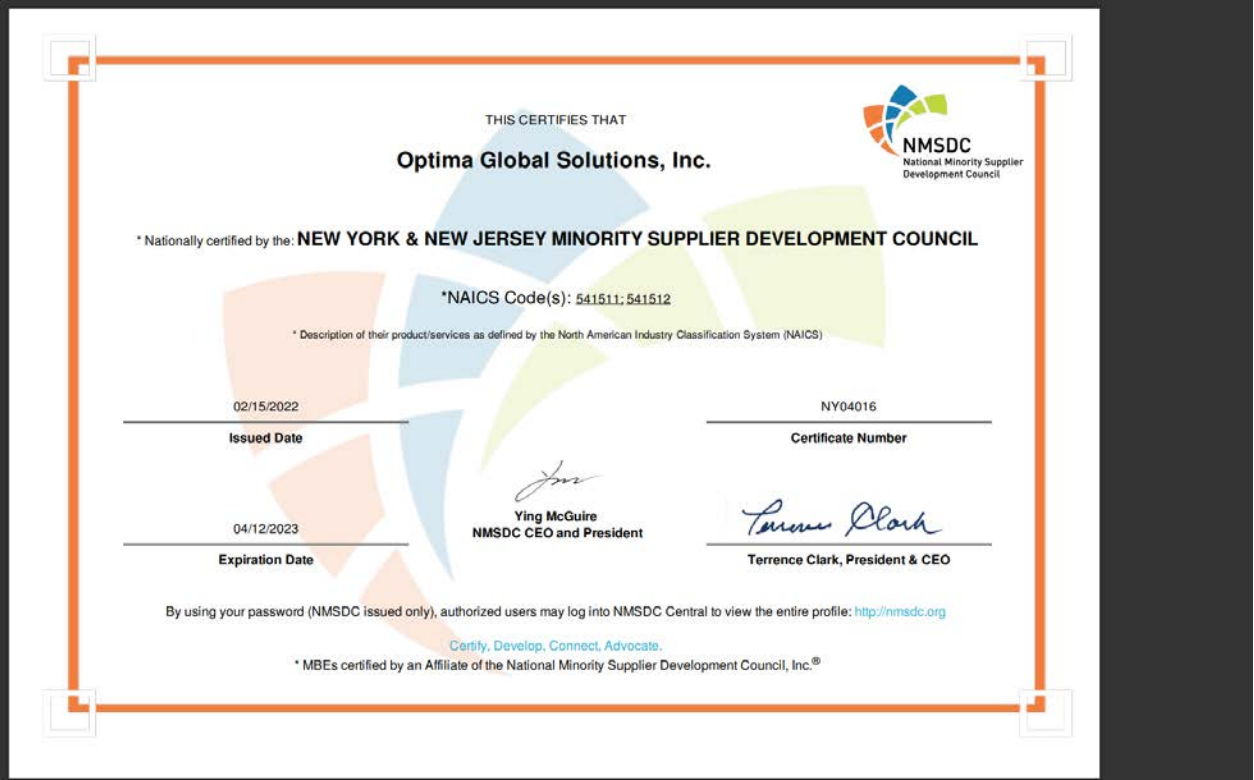 THIS CERTIFIES THAT
Optima Global Solutions, Inc.
NMSDC
National Minority Supplier
Development Council
* Nationally certified by the: NEW YORK & NEW JERSEY MINORITY SUPPLIER DEVELOPMENT COUNCIL
*NAICS Code(s): 541511; 541512
* Description of their product/services as defined by the North American Industry Classification System (NAICS)
02/15/2022
Issued Date
NY04016
Certificate Number
Ying McGuire
NMSDC CEO and President
04/12/2023
Expiration Date
Terrence Clark
Terrence Clark, President & CEO
By using your password (NMSDC issued only), authorized users may log into NMSDC Central to view the entire profile: http://nmsdc.org
Certify, Develop, Connect, Advocate.
* MBEs certified by an Affiliate of the National Minority Supplier Development Council, Inc.®